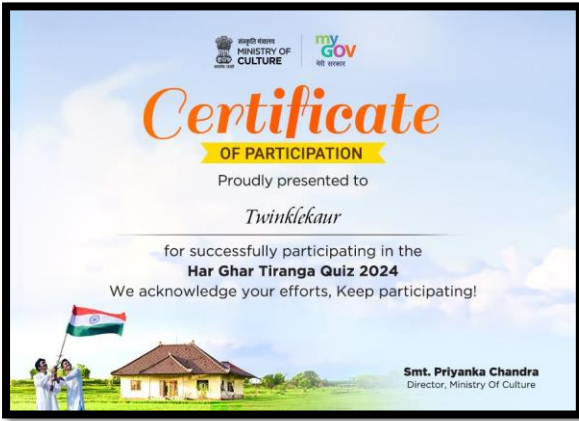 संस्कृति मंत्रालय
MINISTRY OF
CULTURE
my
GOV
मेरी सरकार
Certificate
OF PARTICIPATION
Proudly presented to
Twinklekaur
for successfully participating in the
Har Ghar Tiranga Quiz 2024
We acknowledge your efforts, Keep participating!
Smt. Priyanka Chandra
Director, Ministry Of Culture